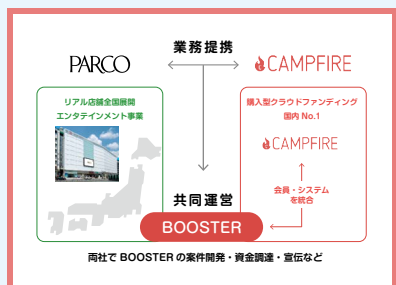 業務提携
PARCO
CAMPFIRE
リアル店舗全国展開
エンタテインメント事業
購入型クラウドファンディング
国内 No.1
CAMPFIRE
会員・システム
を統合
共同運営
BOOSTER
両社で BOOSTER の案件開発・資金調達・宣伝など